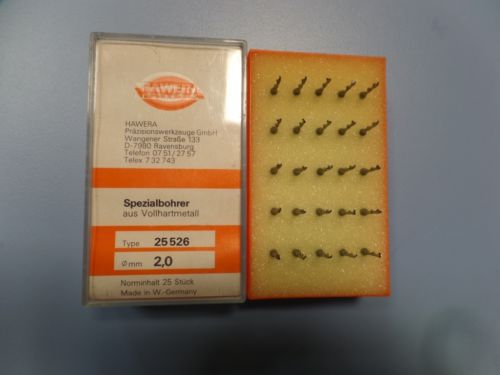 HAWERA
HAWERA
Präzisionswerkzeuge GmbH
Wangener Straße 133
D-7980 Ravensburg
Telefon 07 51/27 57
Telex 7 32 743
Spezialbohrer
aus Vollhartmetall
Type 25 526
Ømm 2,0
Norminhalt 25 Stück
Made in W.-Germany